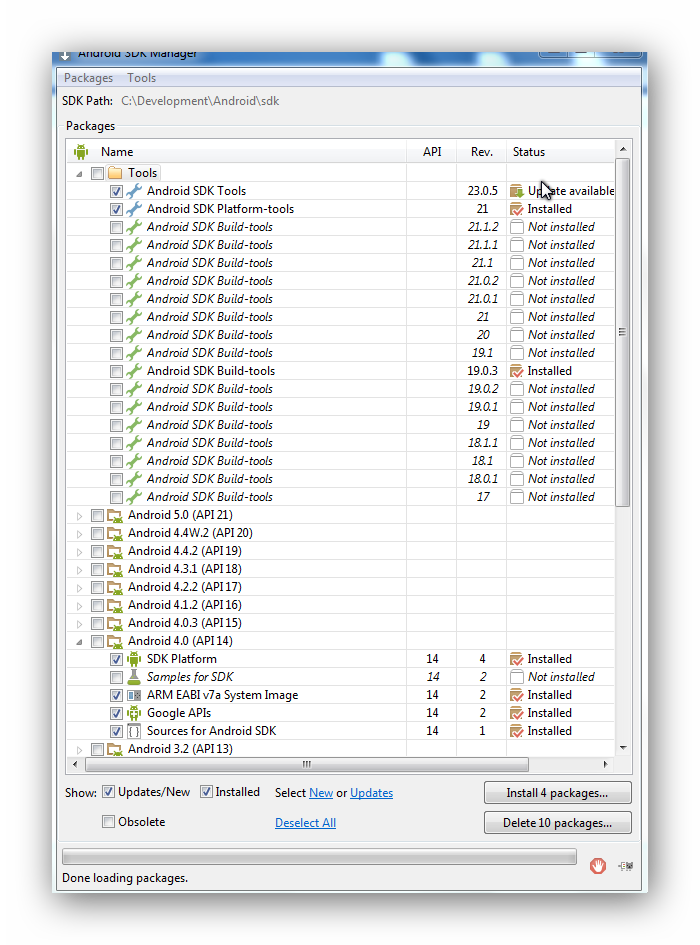 Android SDK Manager
Packages Tools
SDK Path: C:\Development\Android\sdk
Packages
Name API Rev. Status
Tools
Android SDK Tools 23.0.5 Update available
Android SDK Platform-tools 21 Installed
Android SDK Build-tools 21.1.2 Not installed
Android SDK Build-tools 21.1.1 Not installed
Android SDK Build-tools 21.1 Not installed
Android SDK Build-tools 21.0.2 Not installed
Android SDK Build-tools 21.0.1 Not installed
Android SDK Build-tools 21 Not installed
Android SDK Build-tools 20 Not installed
Android SDK Build-tools 19.1 Not installed
Android SDK Build-tools 19.0.3 Installed
Android SDK Build-tools 19.0.2 Not installed
Android SDK Build-tools 19.0.1 Not installed
Android SDK Build-tools 19 Not installed
Android SDK Build-tools 18.1.1 Not installed
Android SDK Build-tools 18.1 Not installed
Android SDK Build-tools 18.0.1 Not installed
Android SDK Build-tools 17 Not installed
Android 5.0 (API 21)
Android 4.4W.2 (API 20)
Android 4.4.2 (API 19)
Android 4.3.1 (API 18)
Android 4.2.2 (API 17)
Android 4.1.2 (API 16)
Android 4.0.3 (API 15)
Android 4.0 (API 14)
SDK Platform 14 4 Installed
Samples for SDK 14 2 Not installed
ARM EABI v7a System Image 14 2 Installed
Google APIs 14 2 Installed
Sources for Android SDK 14 1 Installed
Android 3.2 (API 13)
Show: Updates/New Installed Select New or Updates Install 4 packages...
Obsolete Deselect All Delete 10 packages...
Done loading packages.